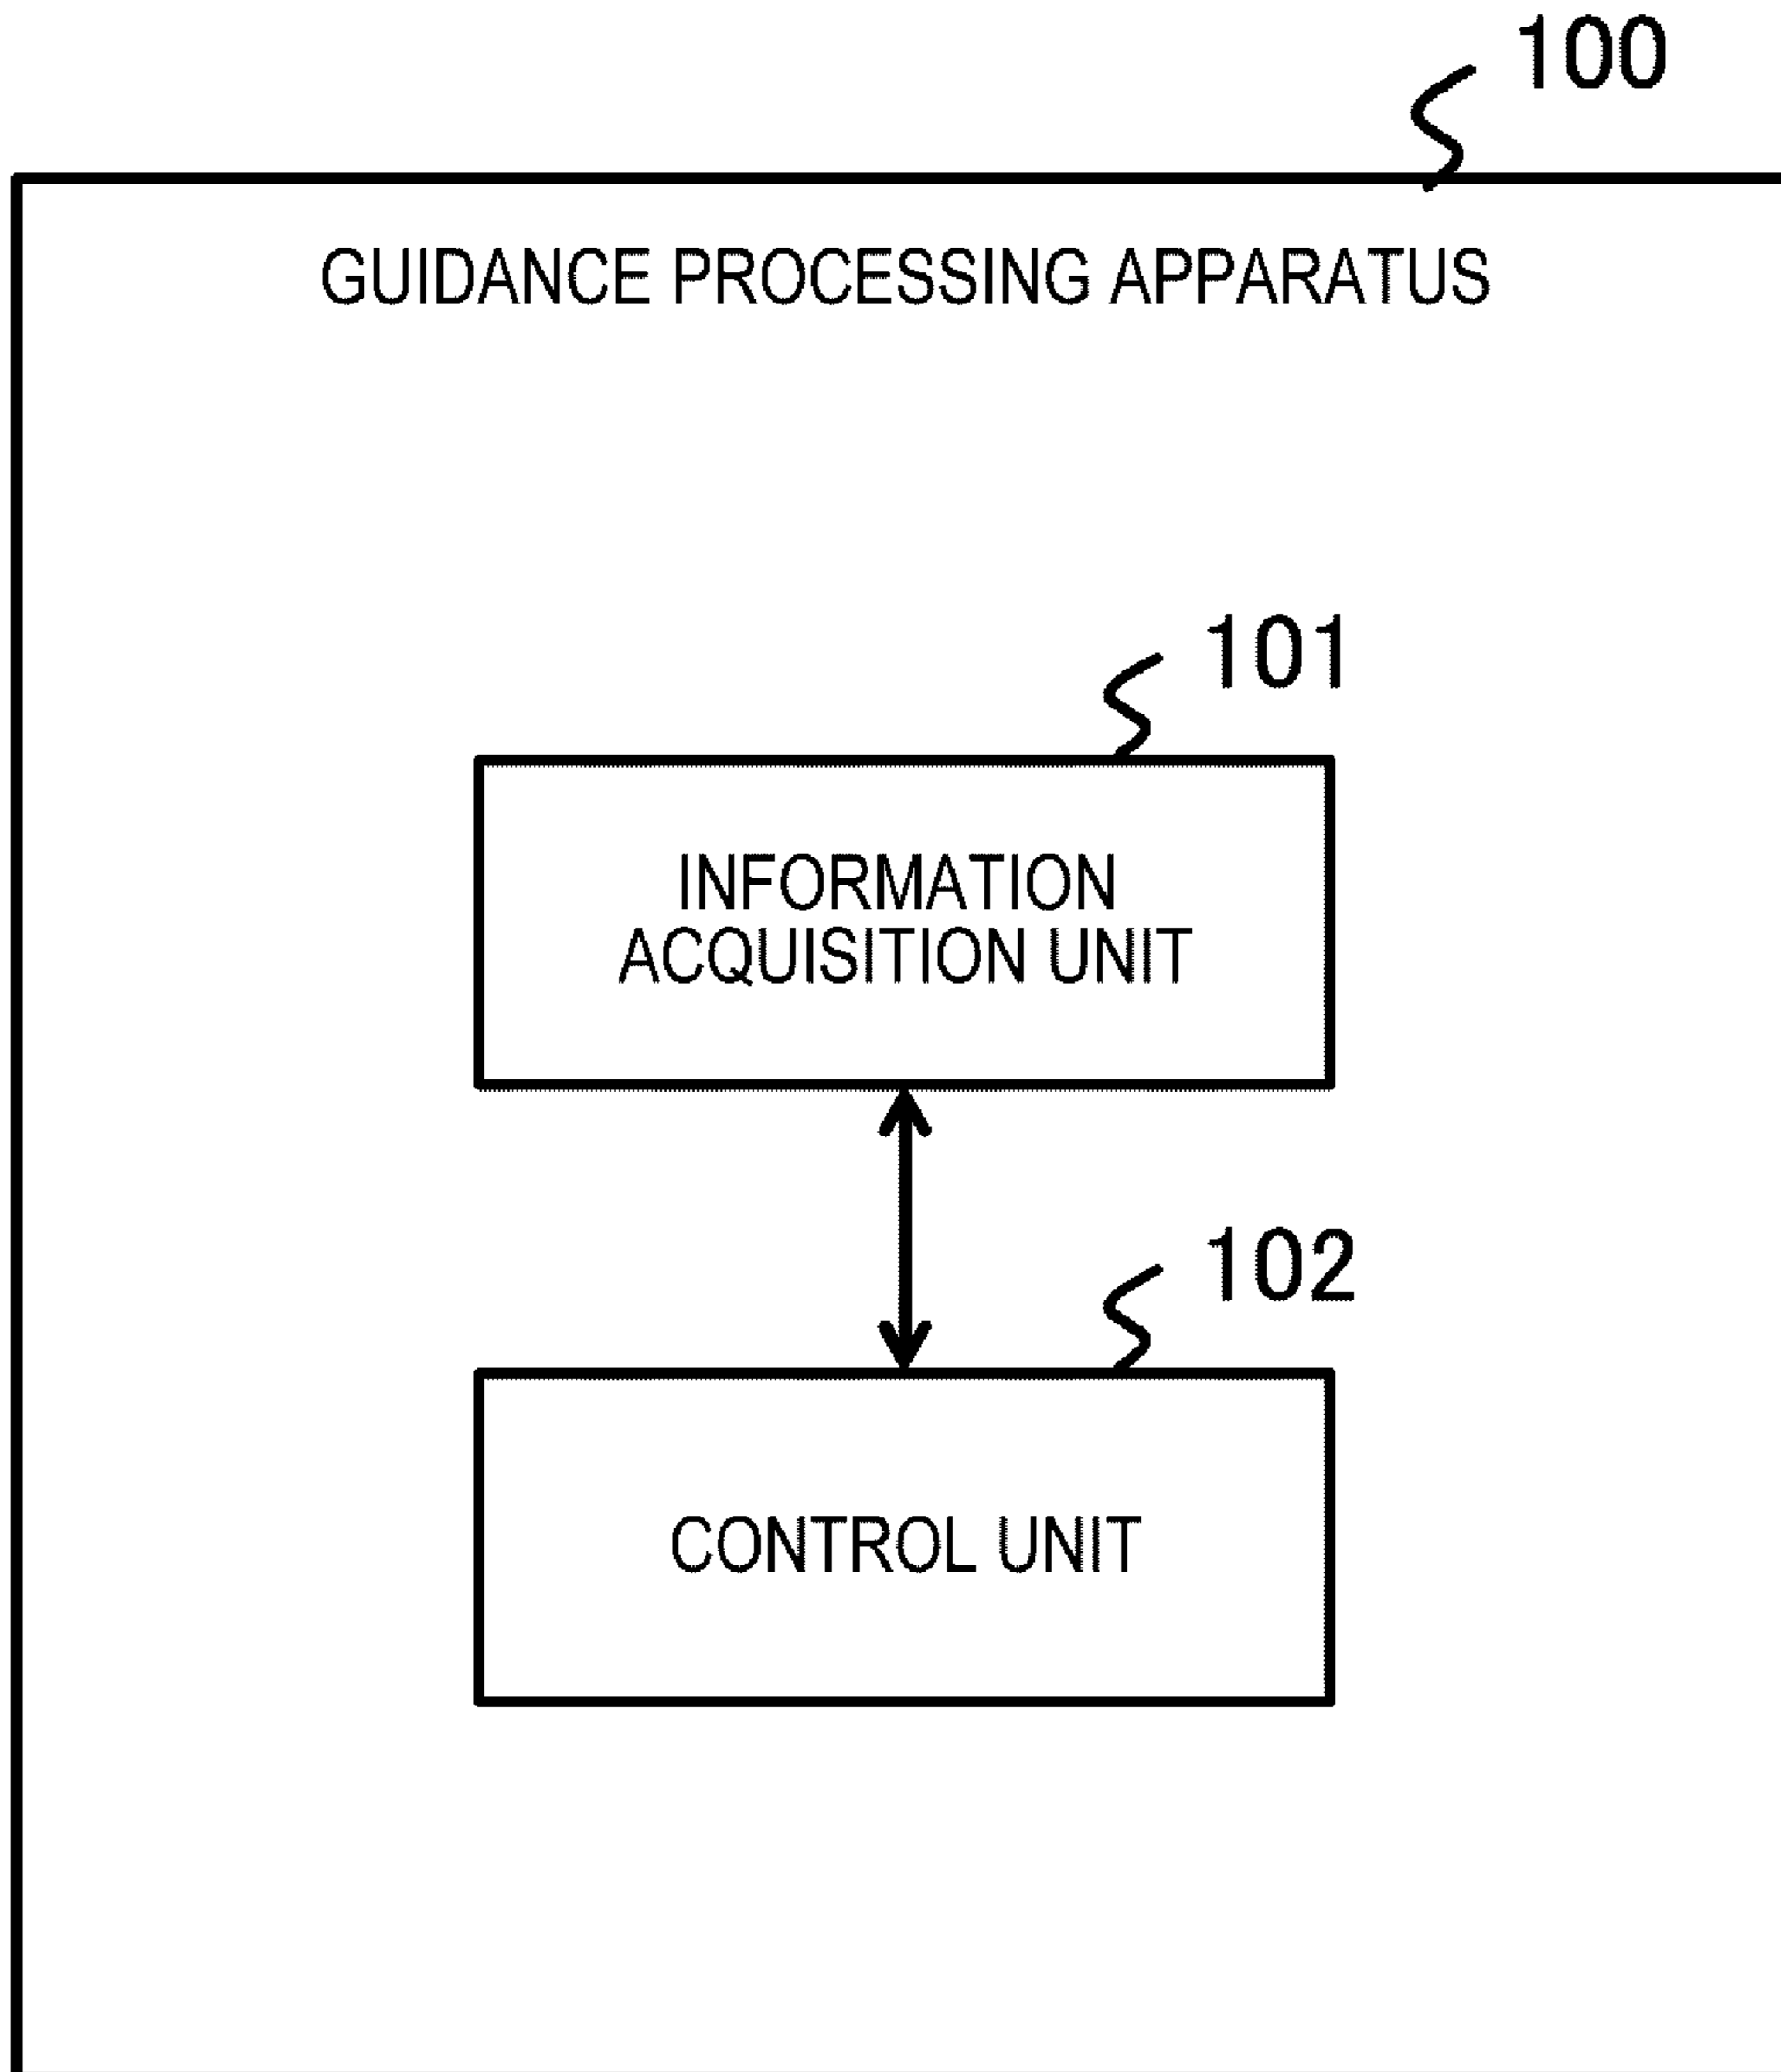 100
GUIDANCE PROCESSING APPARATUS
101
INFORMATION
ACQUISITION UNIT
102
CONTROL UNIT